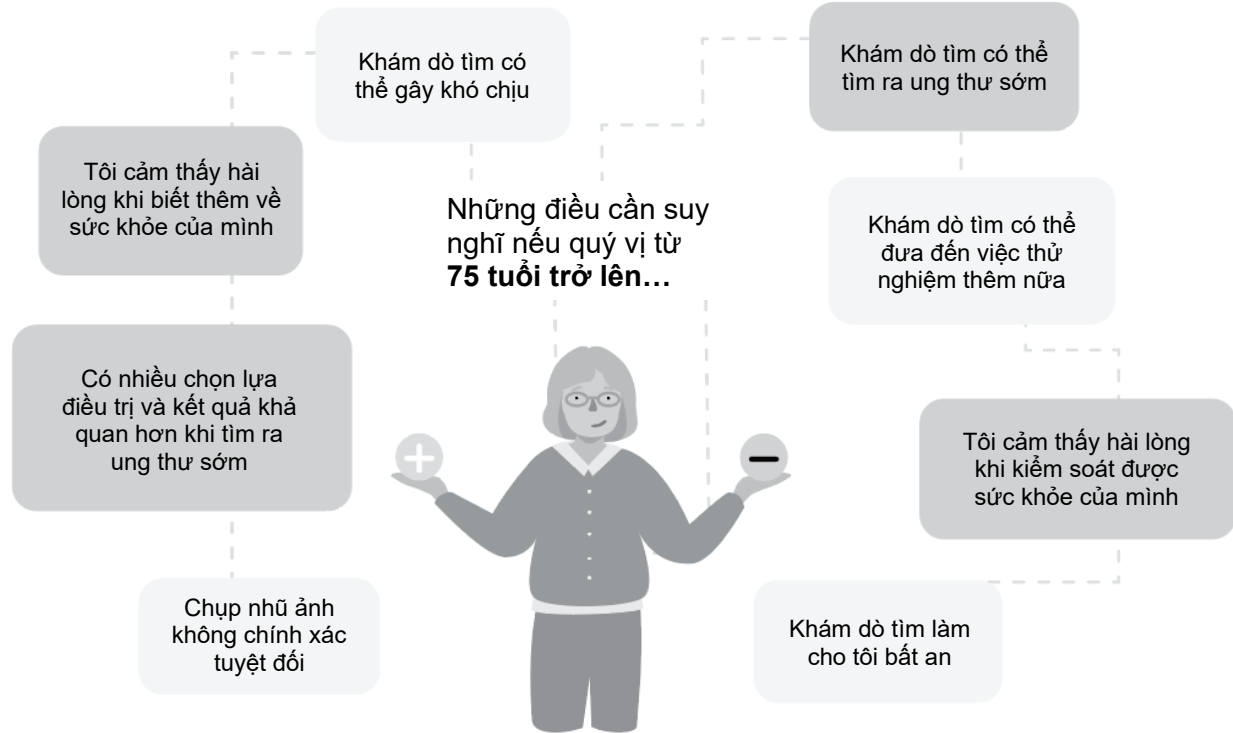 Khám dò tìm có
thể gây khó chịu
Khám dò tìm có thể
tìm ra ung thư sớm
Tôi cảm thấy hài
lòng khi biết thêm về
sức khỏe của mình
Những điều cần suy
nghĩ nếu quý vị từ
75 tuổi trở lên…
Khám dò tìm có thể
đưa đến việc thử
nghiệm thêm nữa
Có nhiều chọn lựa
điều trị và kết quả khả
quan hơn khi tìm ra
ung thư sớm
Tôi cảm thấy hài lòng
khi kiểm soát được
sức khỏe của mình
Chụp nhũ ảnh
không chính xác
tuyệt đối
Khám dò tìm làm
cho tôi bất an